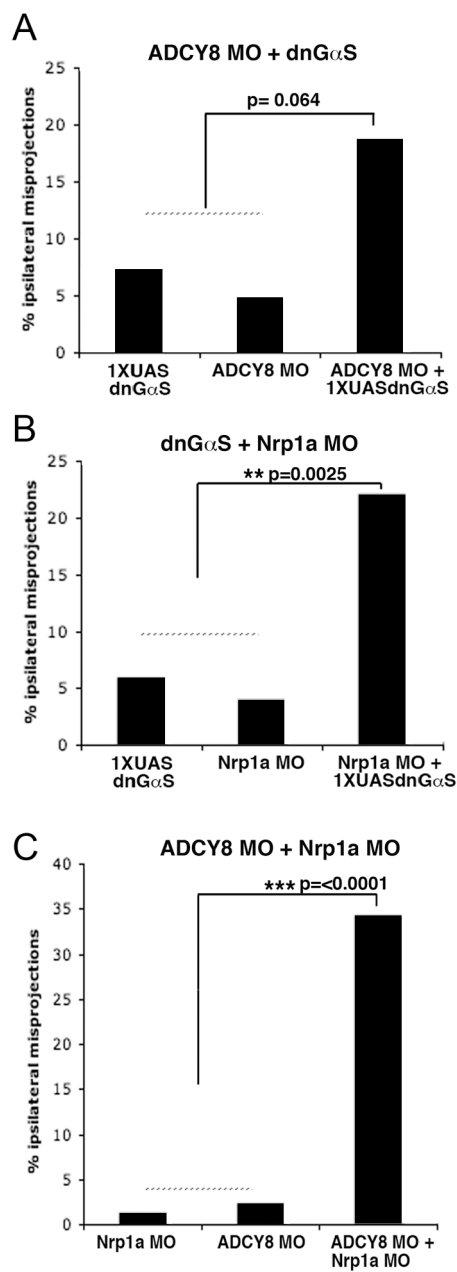 A
ADCY8 MO + dnGαS
% ipsilateral misprojections
25
20
15
10
5
0
p= 0.064
1XUAS
dnGαS
ADCY8 MO
ADCY8 MO +
1XUASdnGαS
B
dnGαS + Nrp1a MO
% ipsilateral misprojections
25
20
15
10
5
0
** p=0.0025
1XUAS
dnGαS
Nrp1a MO
Nrp1a MO +
1XUASdnGαS
C
ADCY8 MO + Nrp1a MO
% ipsilateral misprojections
40
35
30
25
20
15
10
5
0
*** p=<0.0001
Nrp1a MO
ADCY8 MO
ADCY8 MO +
Nrp1a MO